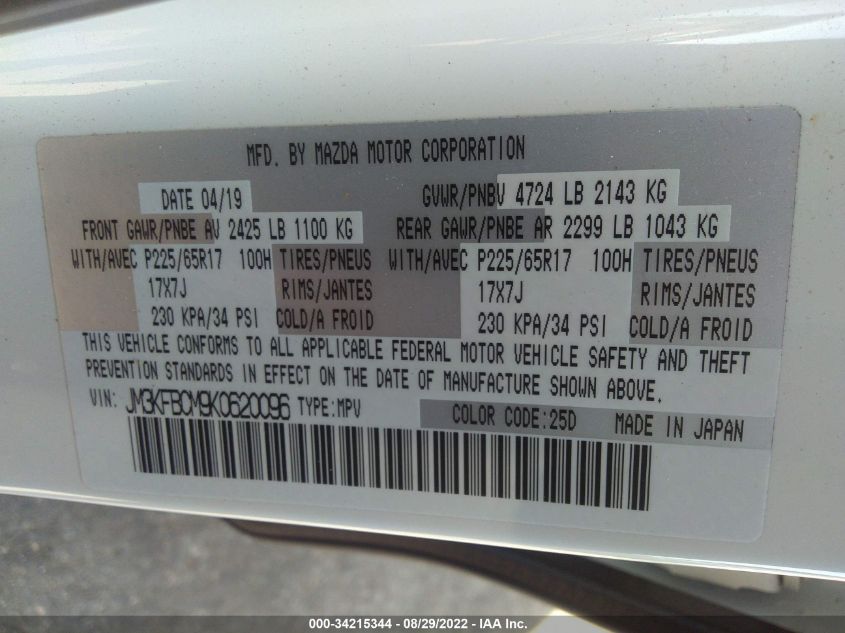 MFD. BY MAZDA MOTOR CORPORATION
DATE 04/19 GVWR/PNBV 4724 LB 2143 KG
FRONT GAWR/PNBE AV 2425 LB 1100 KG REAR GAWR/PNBE AR 2299 LB 1043 KG
WITH/AVEC P225/65R17 100H TIRES/PNEUS WITH/AVEC P225/65R17 100H TIRES/PNEUS
17X7J RIMS/JANTES 17X7J RIMS/JANTES
230 KPA/34 PSI COLD/A FROID 230 KPA/34 PSI COLD/A FROID
THIS VEHICLE CONFORMS TO ALL APPLICABLE FEDERAL MOTOR VEHICLE SAFETY AND THEFT
PREVENTION STANDARDS IN EFFECT ON THE DATE OF MANUFACTURE SHOWN ABOVE.
VIN: JM3KFBCM9K0620096 TYPE:MPV COLOR CODE:25D MADE IN JAPAN
000-34215344 - 08/29/2022 - IAA Inc.